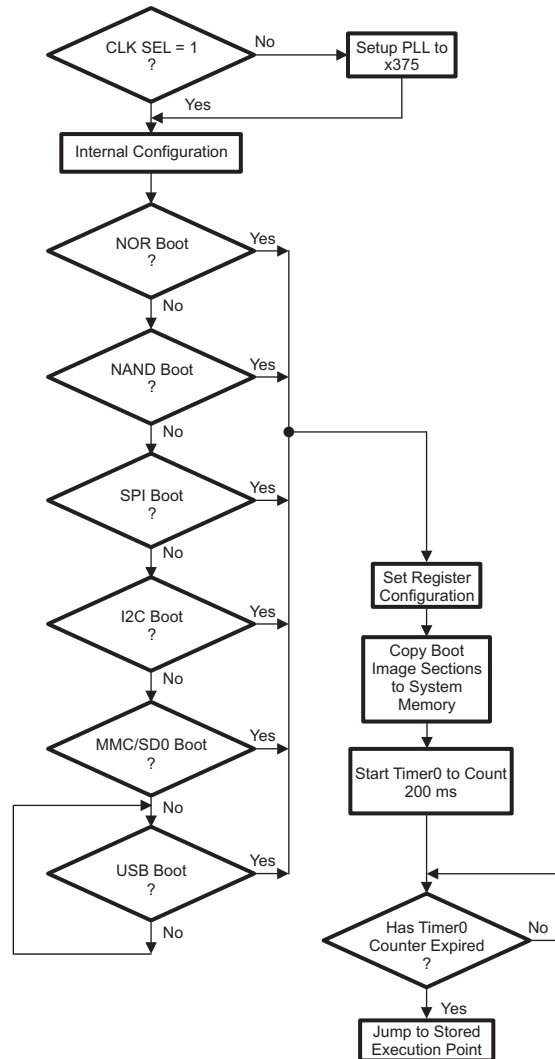 CLK SEL = 1
?
No
Setup PLL to
x375
Yes
Internal Configuration
NOR Boot
?
Yes
No
NAND Boot
?
Yes
No
SPI Boot
?
Yes
No
I2C Boot
?
Yes
No
MMC/SD0 Boot
?
Yes
No
USB Boot
?
Yes
No
Set Register
Configuration
Copy Boot
Image Sections
to System
Memory
Start Timer0 to Count
200 ms
Has Timer0
Counter Expired
?
No
Yes
Jump to Stored
Execution Point